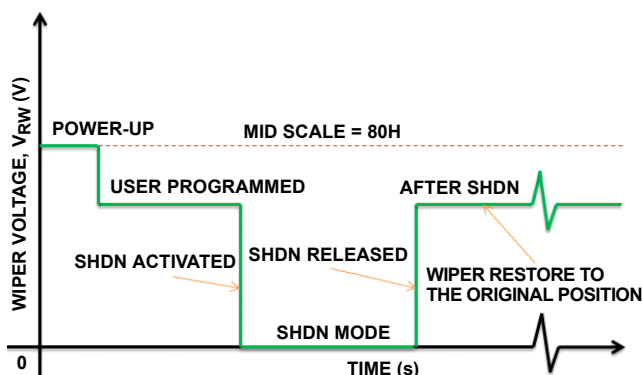 WIPER VOLTAGE, VRW (V)
POWER-UP
MID SCALE = 80H
USER PROGRAMMED
AFTER SHDN
SHDN ACTIVATED
SHDN RELEASED
WIPER RESTORE TO
THE ORIGINAL POSITION
SHDN MODE
0
TIME (s)